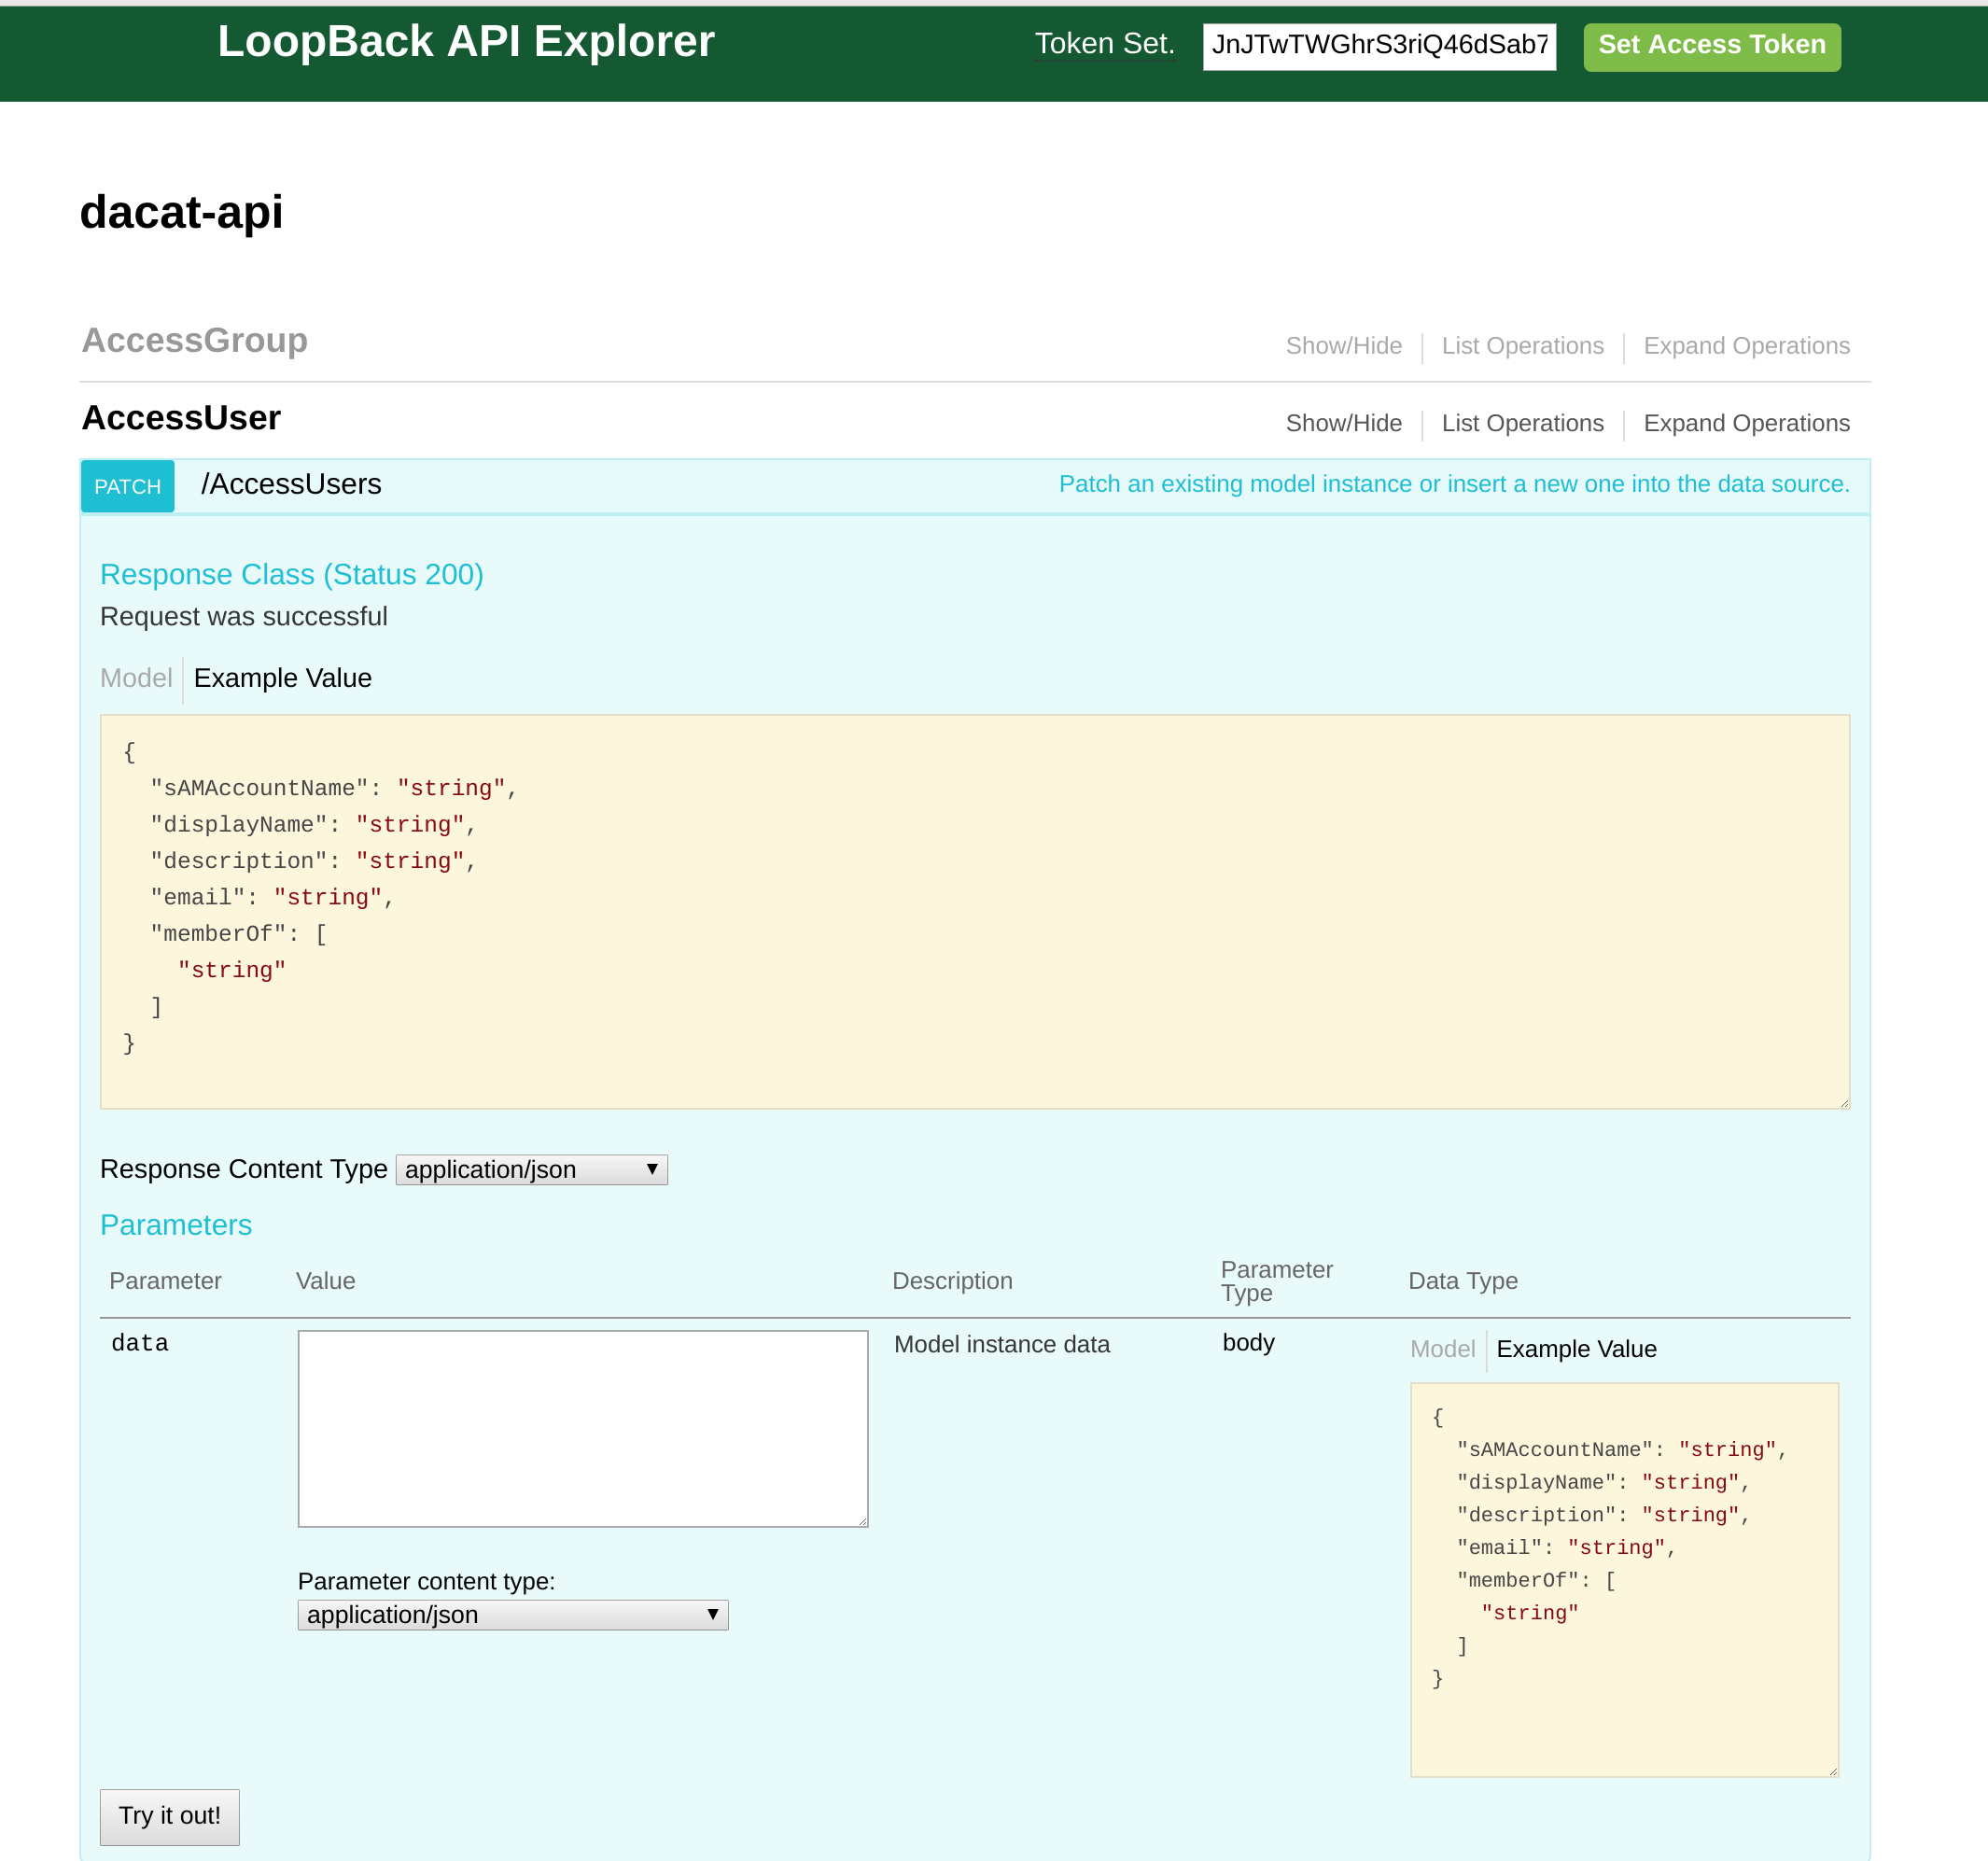 LoopBack API Explorer Token Set. JnJTwTWGhrS3riQ46dSab7 Set Access Token
dacat-api
AccessGroup Show/Hide List Operations Expand Operations
AccessUser Show/Hide List Operations Expand Operations
PATCH /AccessUsers Patch an existing model instance or insert a new one into the data source.
Response Class (Status 200)
Request was successful
Model Example Value
{
"sAMAccountName": "string",
"displayName": "string",
"description": "string",
"email": "string",
"memberOf": [
"string"
]
}
Response Content Type application/json
Parameters
Parameter Value Description Parameter Type Data Type
data Model instance data body Model Example Value
{
"sAMAccountName": "string",
"displayName": "string",
"description": "string",
"email": "string",
"memberOf": [
"string"
]
}
Parameter content type:
application/json
Try it out!